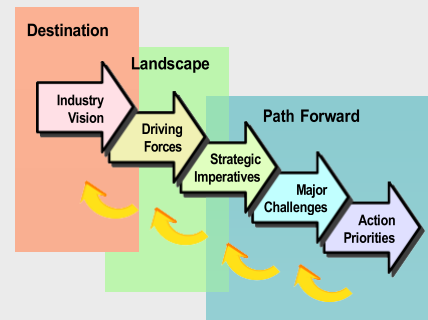 Destination
Landscape
Path Forward
Industry
Vision
Driving
Forces
Strategic
Imperatives
Major
Challenges
Action
Priorities